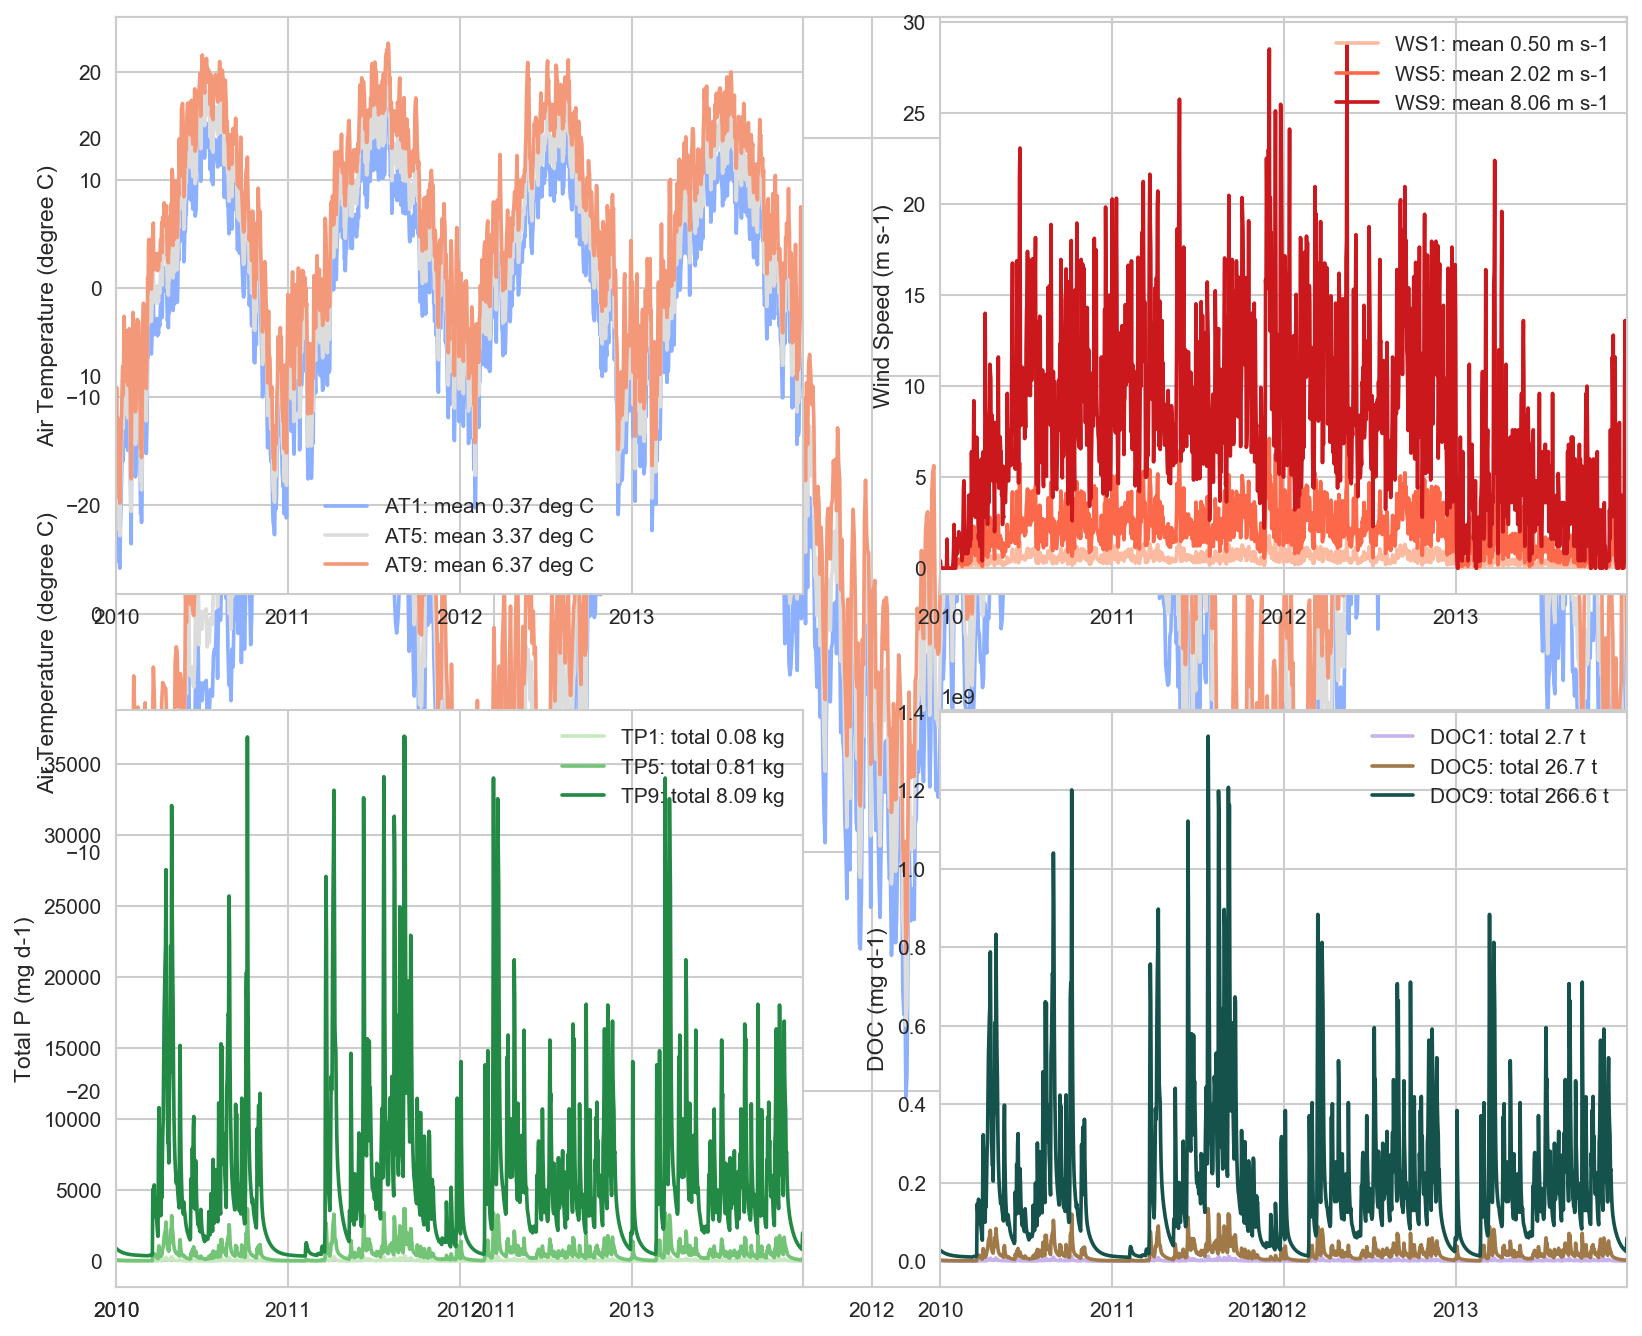 20
20
10
0
10
−10
−20
Air Temperature (degree C)
AT1: mean 0.37 deg C
AT5: mean 3.37 deg C
AT9: mean 6.37 deg C
2010
2011
2012
2013
30
25
20
15
10
5
0
Wind Speed (m s-1)
WS1: mean 0.50 m s-1
WS5: mean 2.02 m s-1
WS9: mean 8.06 m s-1
2010
2011
2012
2013
Air Temperature (degree C)
0
−10
−20
35000
30000
25000
20000
15000
10000
5000
0
Total P (mg d-1)
TP1: total 0.08 kg
TP5: total 0.81 kg
TP9: total 8.09 kg
2010
2011
2012
2011
2013
2012
1e9
1.4
1.2
1.0
0.8
0.6
0.4
0.2
0.0
DOC (mg d-1)
DOC1: total 2.7 t
DOC5: total 26.7 t
DOC9: total 266.6 t
2010
2011
2012
2013